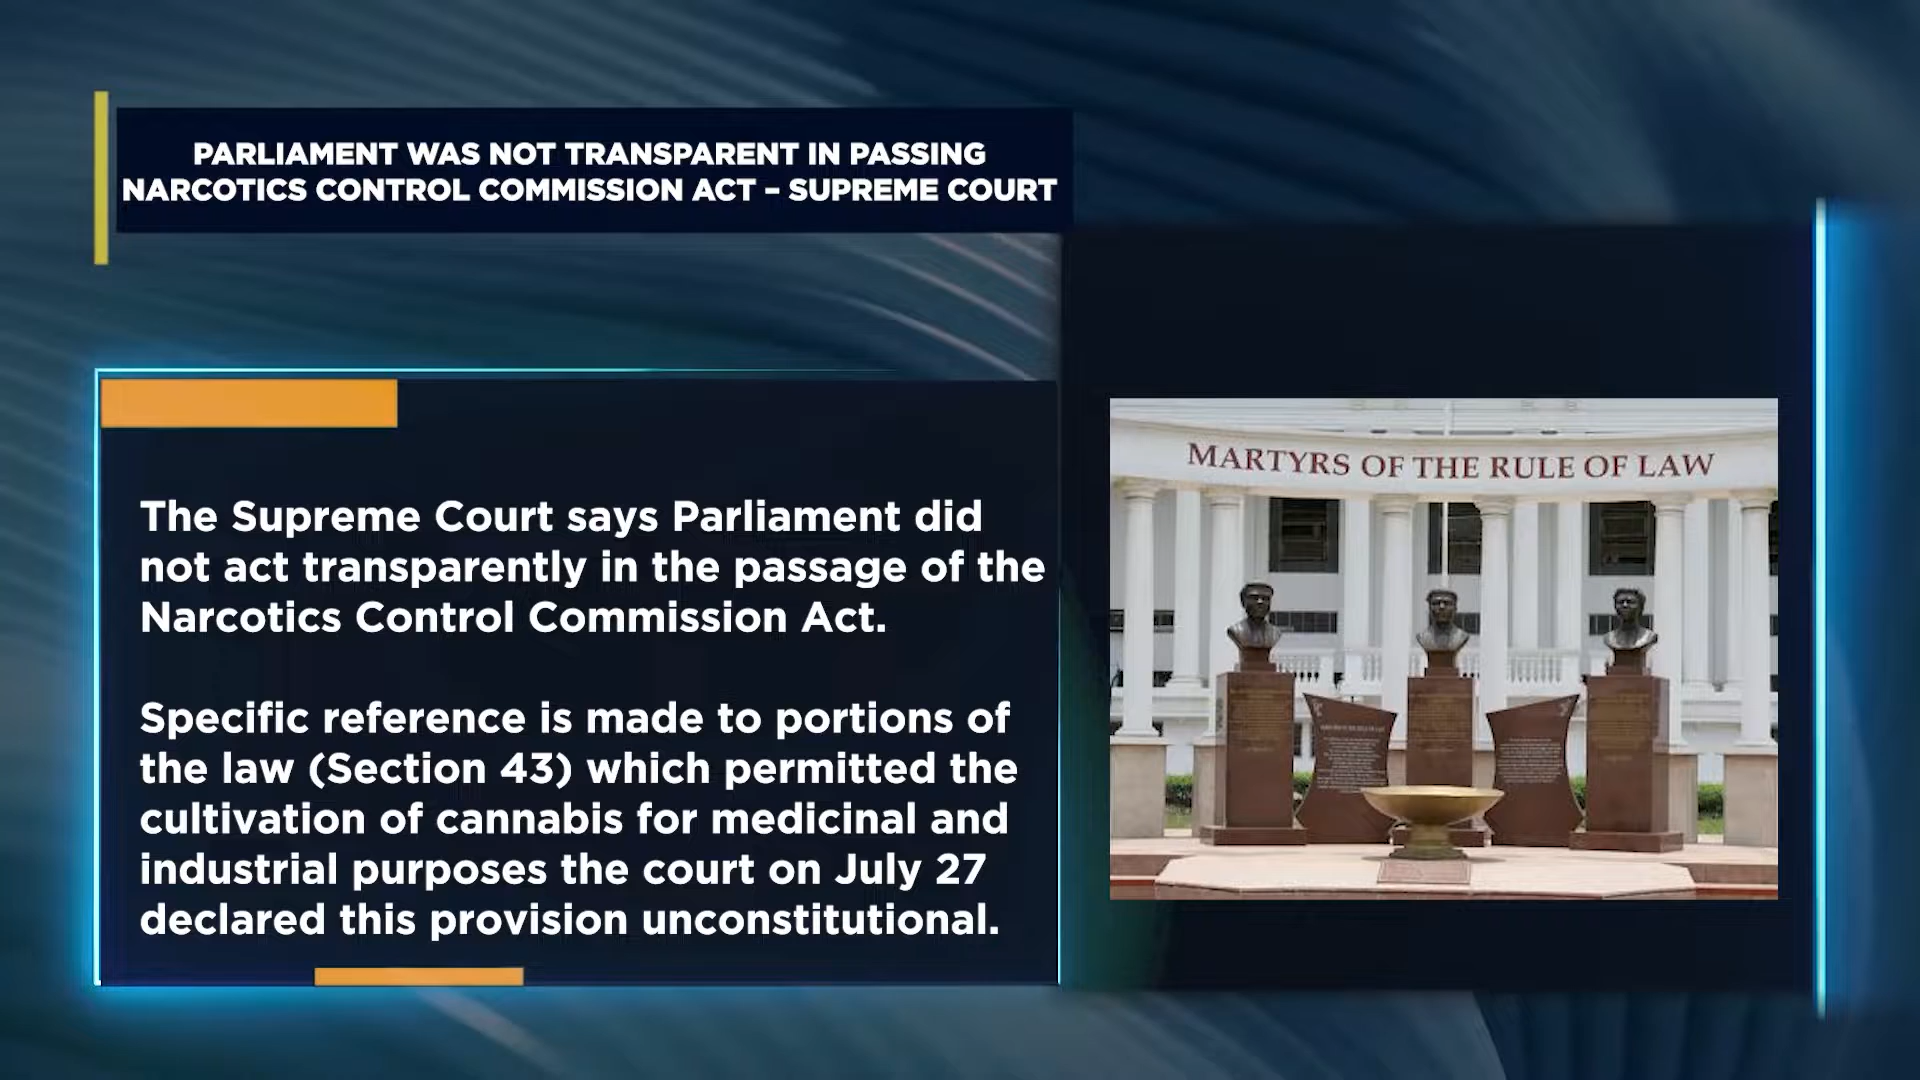 PARLIAMENT WAS NOT TRANSPARENT IN PASSING
NARCOTICS CONTROL COMMISSION ACT – SUPREME COURT
The Supreme Court says Parliament did
not act transparently in the passage of the
Narcotics Control Commission Act.
Specific reference is made to portions of
the law (Section 43) which permitted the
cultivation of cannabis for medicinal and
industrial purposes the court on July 27
declared this provision unconstitutional.
MARTYRS OF THE RULE OF LAW